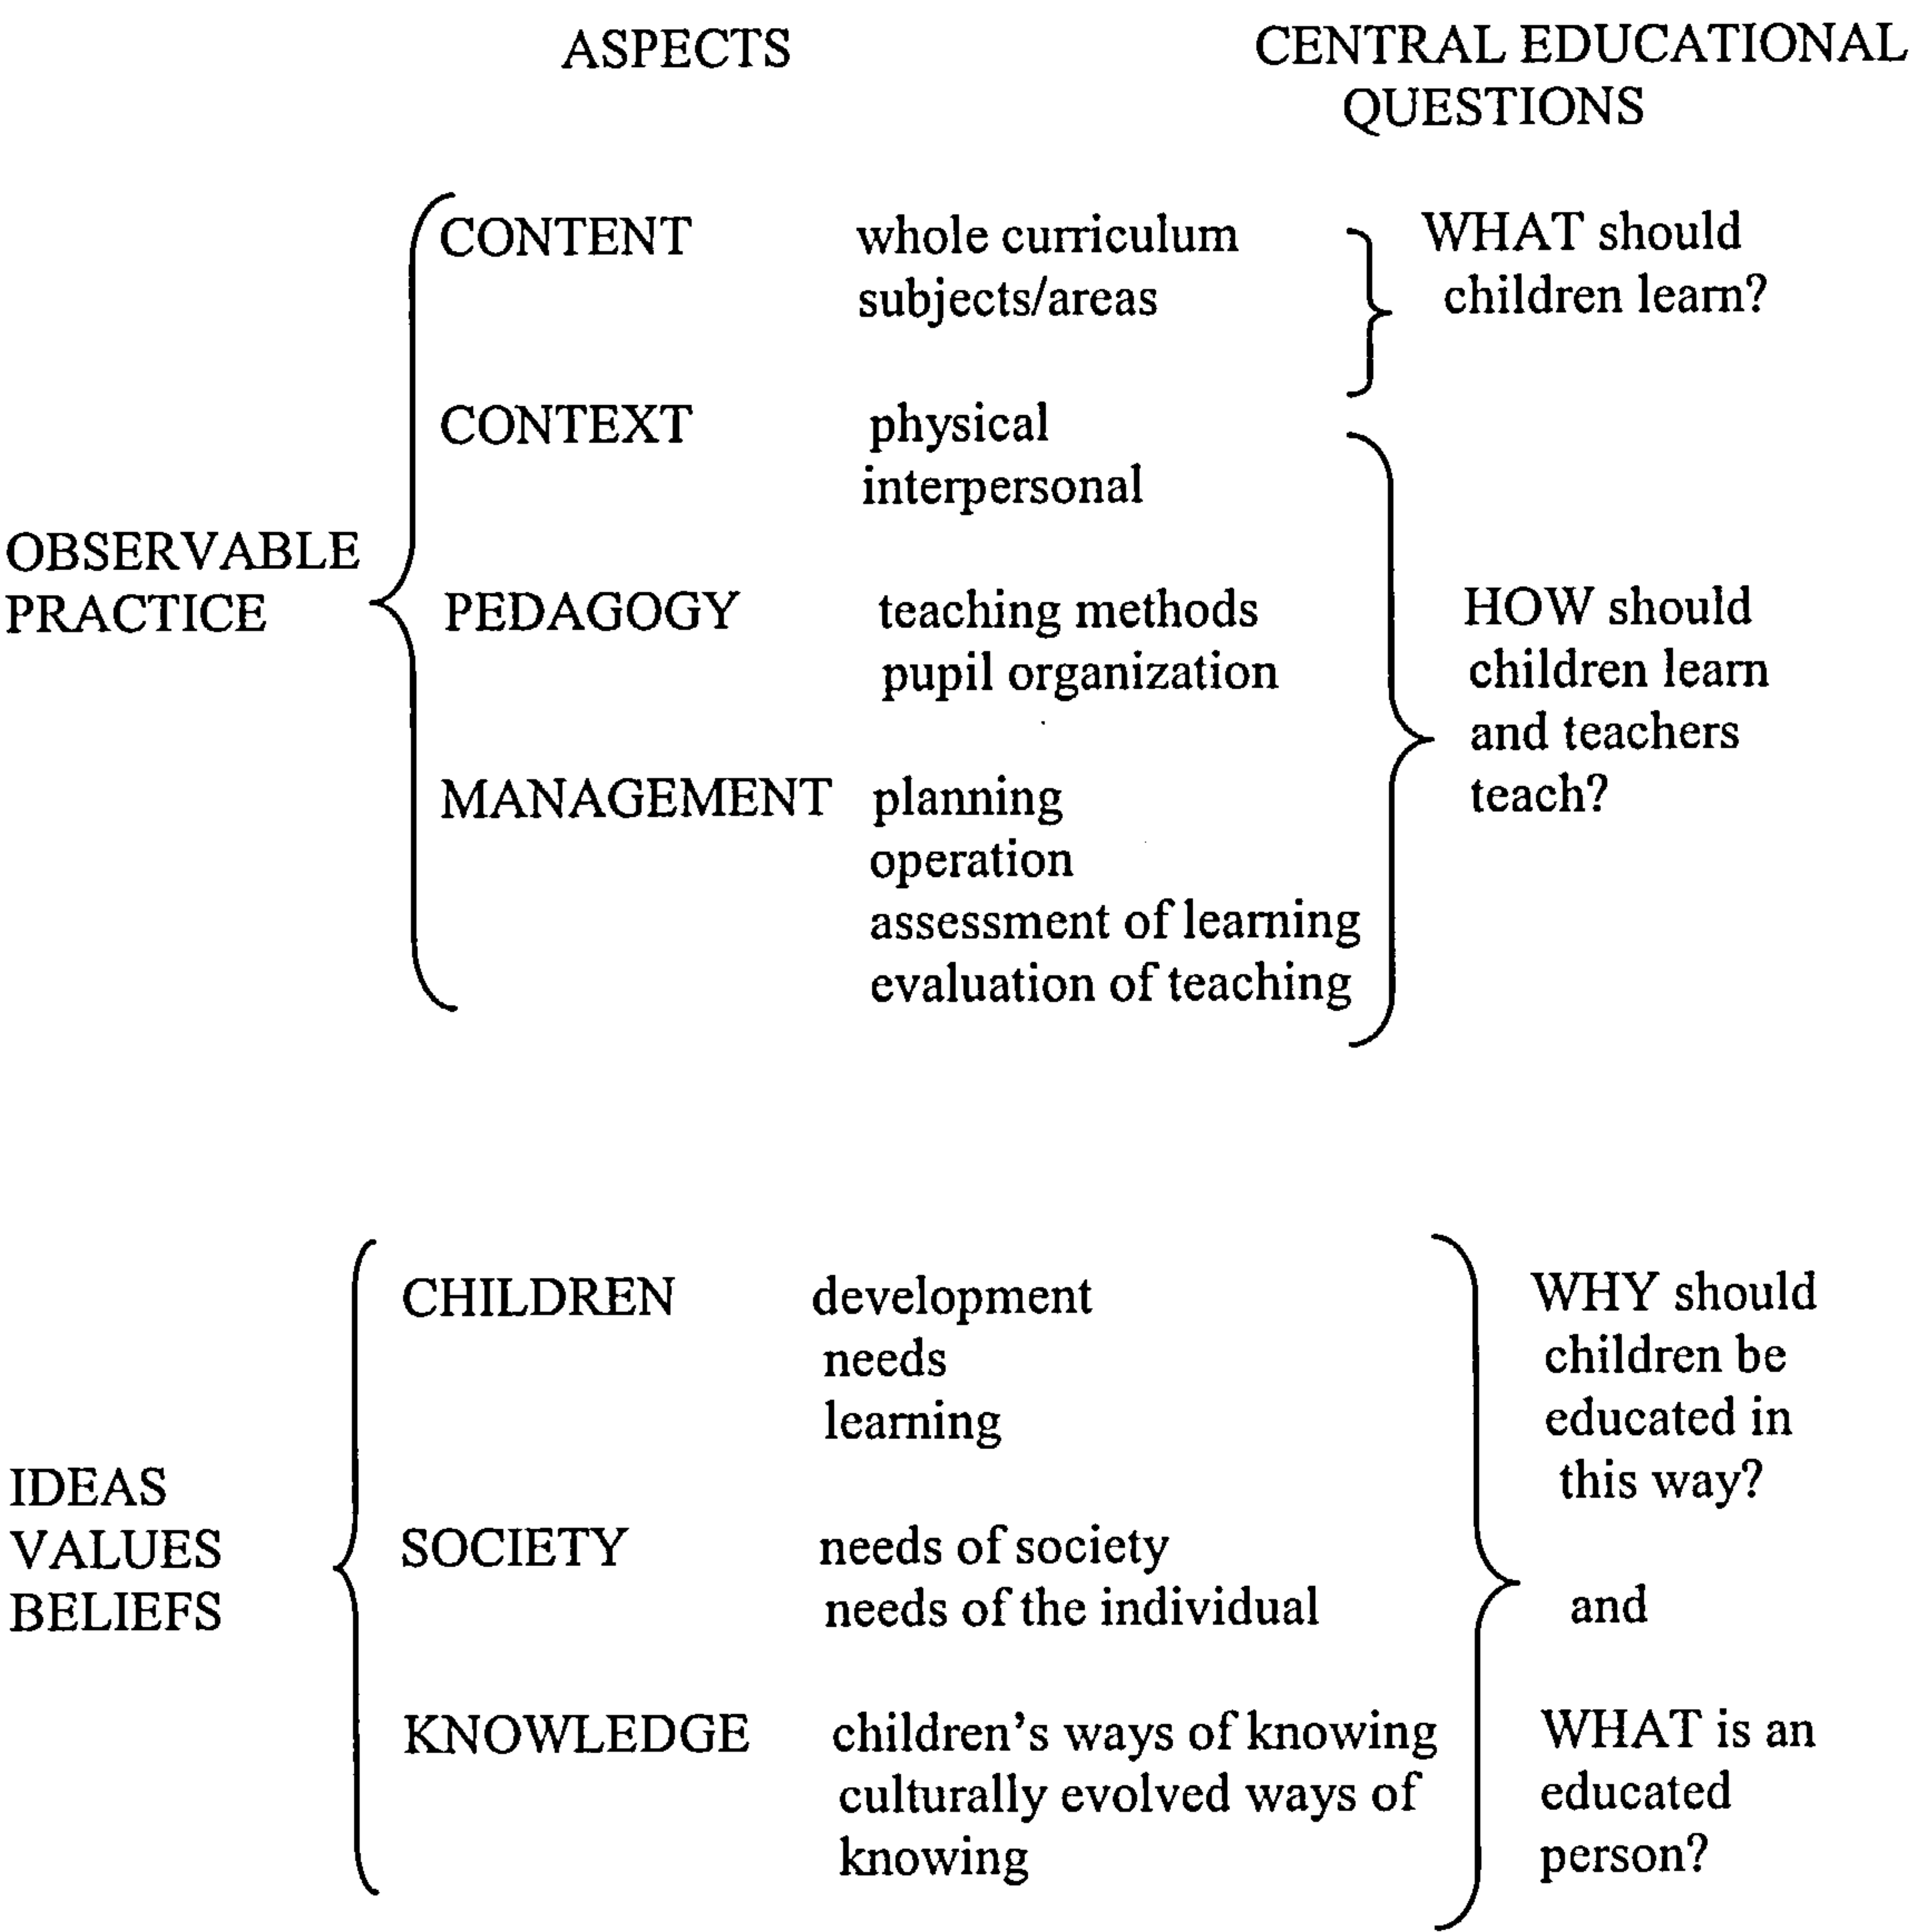 ASPECTS CENTRAL EDUCATIONAL
QUESTIONS
CONTENT whole curriculum WHAT should
subjects/areas children learn?
CONTEXT physical
interpersonal
OBSERVABLE
PRACTICE PEDAGOGY teaching methods HOW should
pupil organization children learn
and teachers
MANAGEMENT planning teach?
operation
assessment of learning
evaluation of teaching
CHILDREN development WHY should
needs children be
learning educated in
IDEAS this way?
VALUES SOCIETY needs of society
BELIEFS needs of the individual and
KNOWLEDGE children's ways of knowing WHAT is an
culturally evolved ways of educated
knowing person?